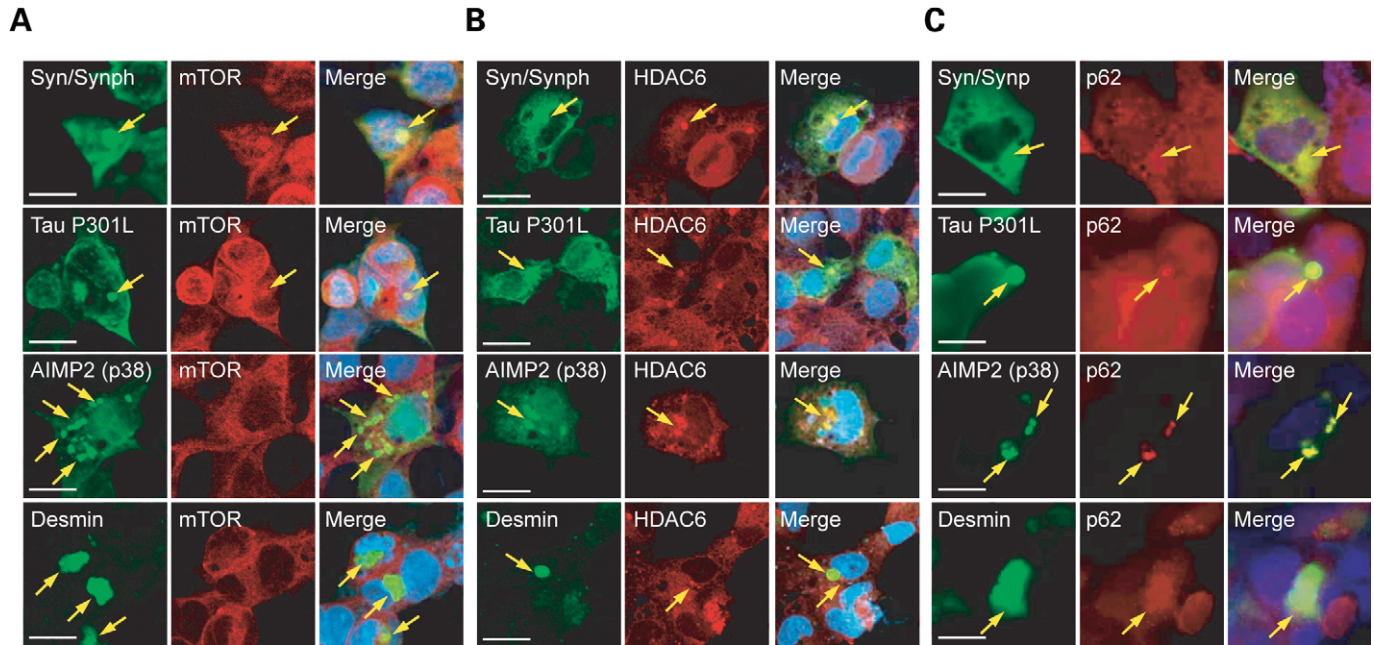 A B C
Syn/Synph mTOR Merge Syn/Synph HDAC6 Merge Syn/Synp p62 Merge
Tau P301L mTOR Merge Tau P301L HDAC6 Merge Tau P301L p62 Merge
AIMP2 (p38) mTOR Merge AIMP2 (p38) HDAC6 Merge AIMP2 (p38) p62 Merge
Desmin mTOR Merge Desmin HDAC6 Merge Desmin p62 Merge